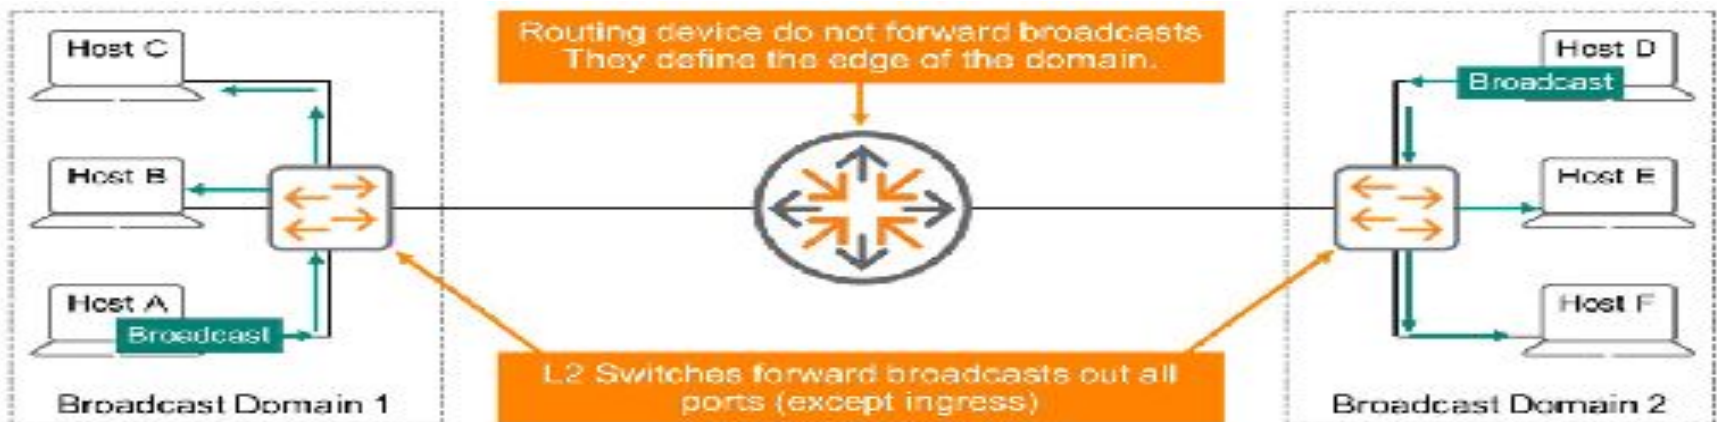 Host C
Host B
Host A
Broadcast
Broadcast Domain 1
Routing device do not forward broadcasts
They define the edge of the domain.
L2 Switches forward broadcasts out all
ports (except ingress)
Host D
Broadcast
Host E
Host F
Broadcast Domain 2